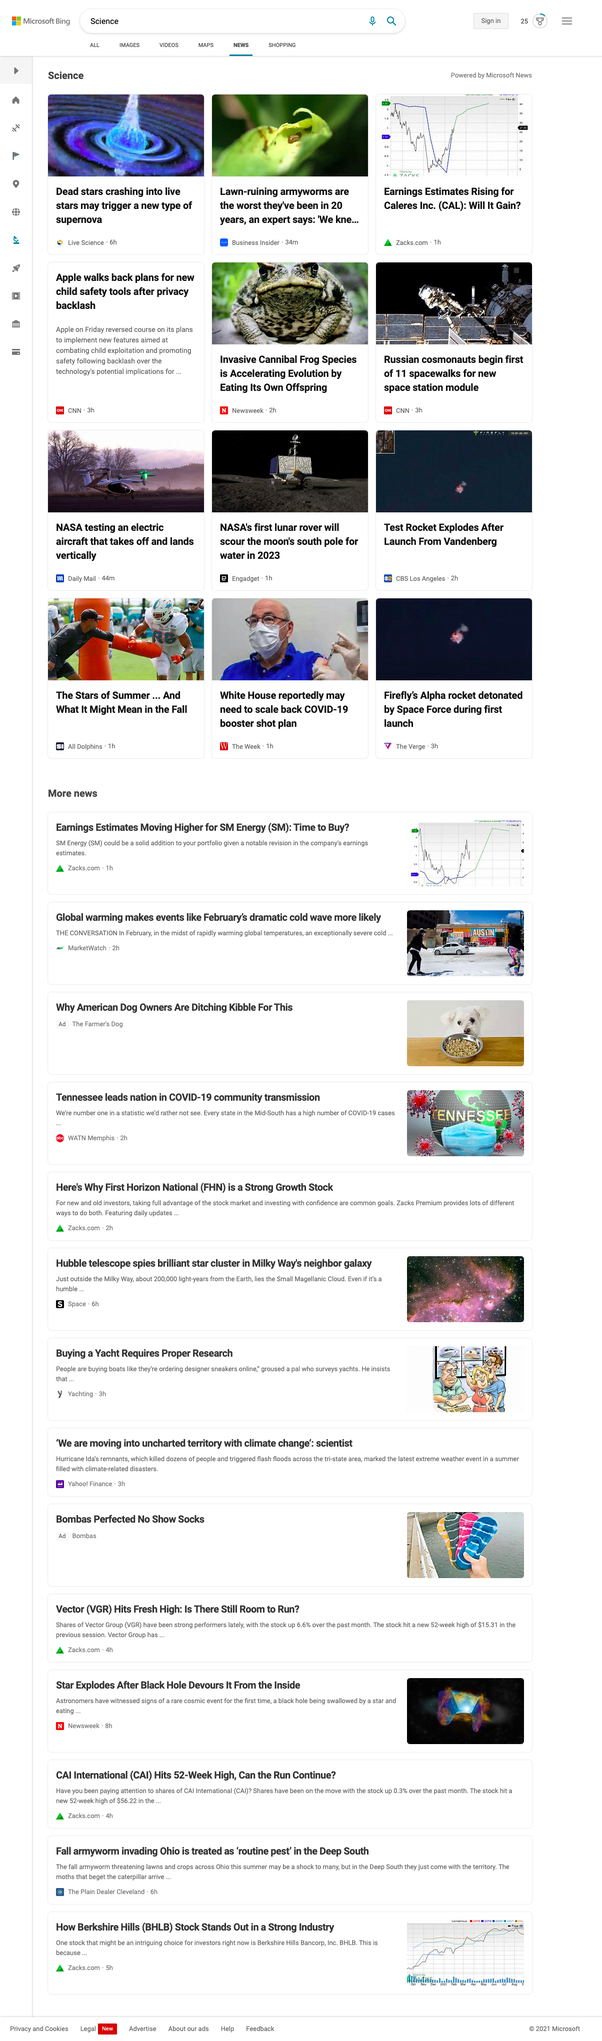 Microsoft Bing
Science
Sign in
25
ALL IMAGES VIDEOS MAPS NEWS SHOPPING
Science
Powered by Microsoft News
Dead stars crashing into live
stars may trigger a new type of
supernova
Live Science · 6h
Lawn-ruining armyworms are
the worst they've been in 20
years, an expert says: 'We kne...
Business Insider · 34m
ZACKS
Earnings Estimates Rising for
Caleres Inc. (CAL): Will It Gain?
Zacks.com · 1h
Apple walks back plans for new
child safety tools after privacy
backlash
Apple on Friday reversed course on its plans
to implement new features aimed at
combating child exploitation and promoting
safety following backlash over the
technology's potential implications for ...
CNN · 3h
Invasive Cannibal Frog Species
is Accelerating Evolution by
Eating Its Own Offspring
Newsweek · 2h
Russian cosmonauts begin first
of 11 spacewalks for new
space station module
CNN · 3h
NASA testing an electric
aircraft that takes off and lands
vertically
Daily Mail · 44m
NASA's first lunar rover will
scour the moon's south pole for
water in 2023
Engadget · 1h
FIREFLY
Test Rocket Explodes After
Launch From Vandenberg
CBS Los Angeles · 2h
The Stars of Summer ... And
What It Might Mean in the Fall
All Dolphins · 1h
White House reportedly may
need to scale back COVID-19
booster shot plan
The Week · 1h
Firefly's Alpha rocket detonated
by Space Force during first
launch
The Verge · 3h
More news
Earnings Estimates Moving Higher for SM Energy (SM): Time to Buy?
SM Energy (SM) could be a solid addition to your portfolio given a notable revision in the company's earnings
estimates.
Zacks.com · 1h
Global warming makes events like February's dramatic cold wave more likely
THE CONVERSATION In February, in the midst of rapidly warming global temperatures, an exceptionally severe cold ...
MarketWatch · 2h
AUSTIN
Why American Dog Owners Are Ditching Kibble For This
Ad The Farmer's Dog
Tennessee leads nation in COVID-19 community transmission
We're number one in a statistic we'd rather not see. Every state in the Mid-South has a high number of COVID-19 cases
...
WATN Memphis · 2h
TENNESSEE
Here's Why First Horizon National (FHN) is a Strong Growth Stock
For new and old investors, taking full advantage of the stock market and investing with confidence are common goals. Zacks Premium provides lots of different
ways to do both. Featuring daily updates ...
Zacks.com · 2h
Hubble telescope spies brilliant star cluster in Milky Way's neighbor galaxy
Just outside the Milky Way, about 200,000 light-years from the Earth, lies the Small Magellanic Cloud. Even if it's a
humble ...
Space · 6h
Buying a Yacht Requires Proper Research
People are buying boats like they're ordering designer sneakers online," groused a pal who surveys yachts. He insists
that ...
Yachting · 3h
'We are moving into uncharted territory with climate change': scientist
Hurricane Ida's remnants, which killed dozens of people and triggered flash floods across the tri-state area, marked the latest extreme weather event in a summer
filled with climate-related disasters.
Yahoo! Finance · 3h
Bombas Perfected No Show Socks
Ad Bombas
Vector (VGR) Hits Fresh High: Is There Still Room to Run?
Shares of Vector Group (VGR) have been strong performers lately, with the stock up 6.6% over the past month. The stock hit a new 52-week high of $15.31 in the
previous session. Vector Group has ...
Zacks.com · 4h
Star Explodes After Black Hole Devours It From the Inside
Astronomers have witnessed signs of a rare cosmic event for the first time, a black hole being swallowed by a star and
eating ...
Newsweek · 8h
CAI International (CAI) Hits 52-Week High, Can the Run Continue?
Have you been paying attention to shares of CAI International (CAI)? Shares have been on the move with the stock up 0.3% over the past month. The stock hit a
new 52-week high of $56.22 in the ...
Zacks.com · 4h
Fall armyworm invading Ohio is treated as 'routine pest' in the Deep South
The fall armyworm threatening lawns and crops across Ohio this summer may be a shock to many, but in the Deep South they just come with the territory. The
moths that beget the caterpillar arrive ...
The Plain Dealer Cleveland · 6h
How Berkshire Hills (BHLB) Stock Stands Out in a Strong Industry
One stock that might be an intriguing choice for investors right now is Berkshire Hills Bancorp, Inc. BHLB. This is
because ...
Zacks.com · 5h
Privacy and Cookies Legal New Advertise About our ads Help Feedback © 2021 Microsoft